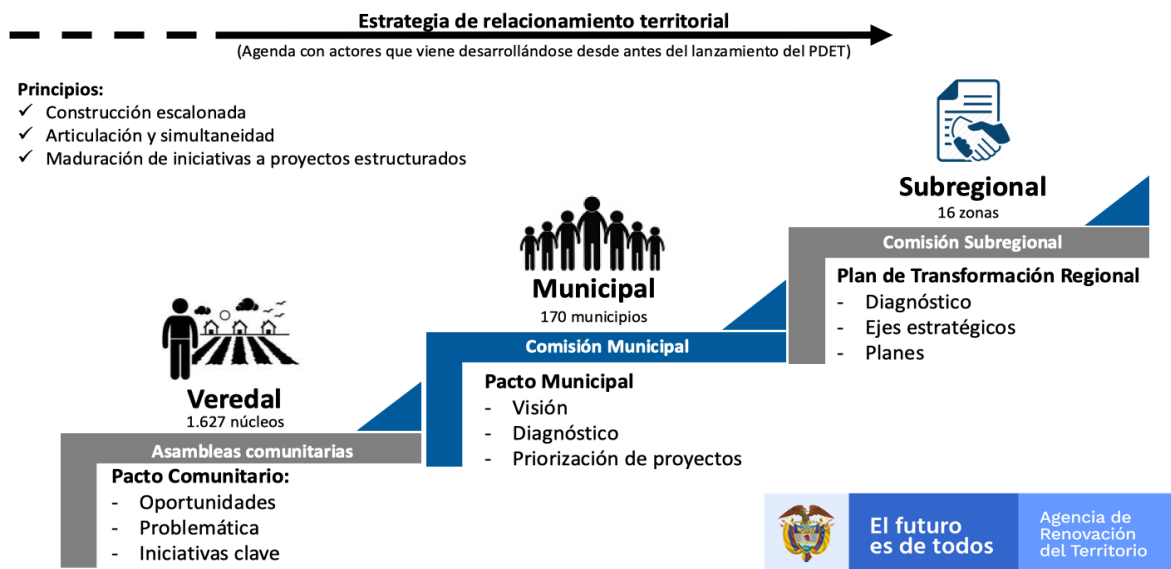 Estrategia de relacionamiento territorial
(Agenda con actores que viene desarrollándose desde antes del lanzamiento del PDET)
Principios:
✓ Construcción escalonada
✓ Articulación y simultaneidad
✓ Maduración de iniciativas a proyectos estructurados
Veredal
1.627 núcleos
Asambleas comunitarias
Pacto Comunitario:
- Oportunidades
- Problemática
- Iniciativas clave
Municipal
170 municipios
Comisión Municipal
Pacto Municipal
- Visión
- Diagnóstico
- Priorización de proyectos
Subregional
16 zonas
Comisión Subregional
Plan de Transformación Regional
- Diagnóstico
- Ejes estratégicos
- Planes
El futuro
es de todos
Agencia de
Renovación
del Territorio